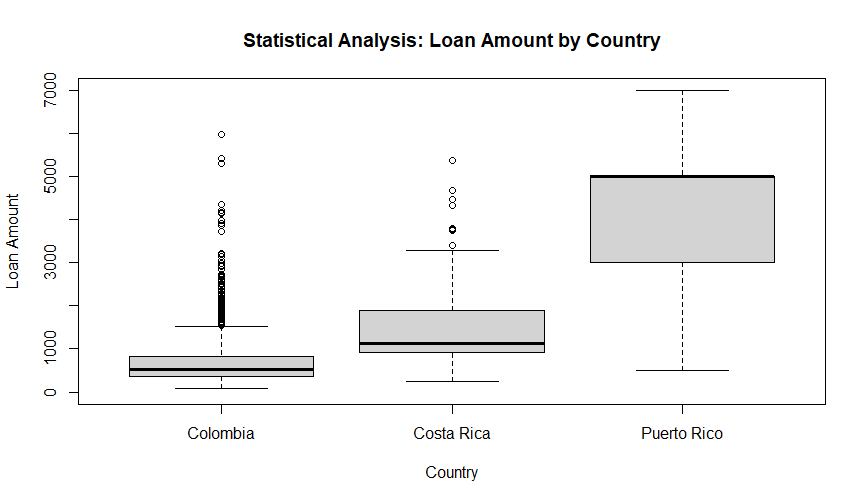 Statistical Analysis: Loan Amount by Country
7000
5000
3000
1000
0
Loan Amount
Colombia
Costa Rica
Puerto Rico
Country